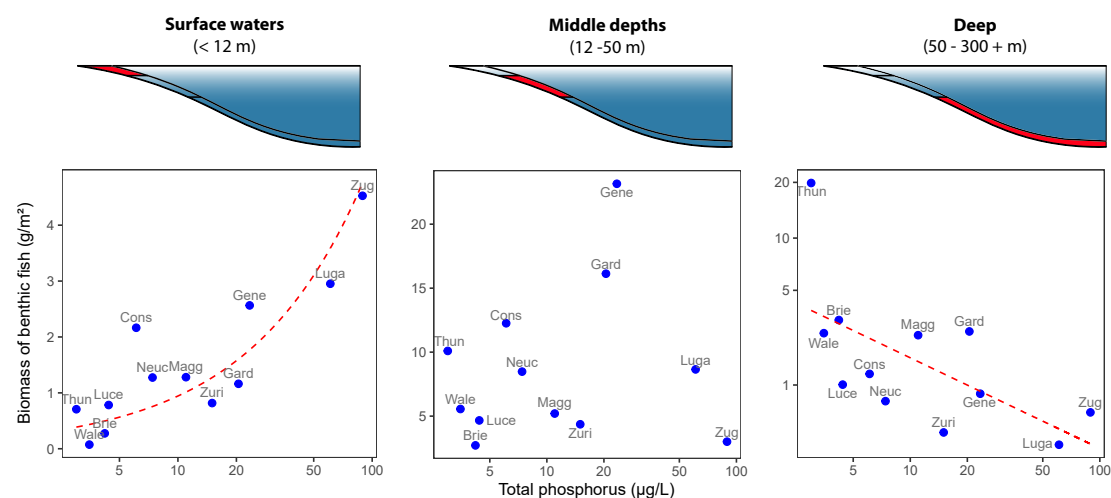 Surface waters
(< 12 m)
Middle depths
(12 -50 m)
Deep
(50 - 300 + m)
Biomass of benthic fish (g/m²)
4
3
2
1
0
Zug
Luga
Gene
Cons
Neuc
Magg
Gard
Zuri
Luce
Thun
Brie
Wale
5
10
20
50
100
20
15
10
5
Gene
Gard
Cons
Thun
Neuc
Luga
Wale
Magg
Luce
Zuri
Brie
Zug
5
10
20
50
100
Total phosphorus (µg/L)
20
10
5
1
Thun
Brie
Wale
Magg
Gard
Cons
Luce
Neuc
Gene
Zuri
Zug
Luga
5
10
20
50
100